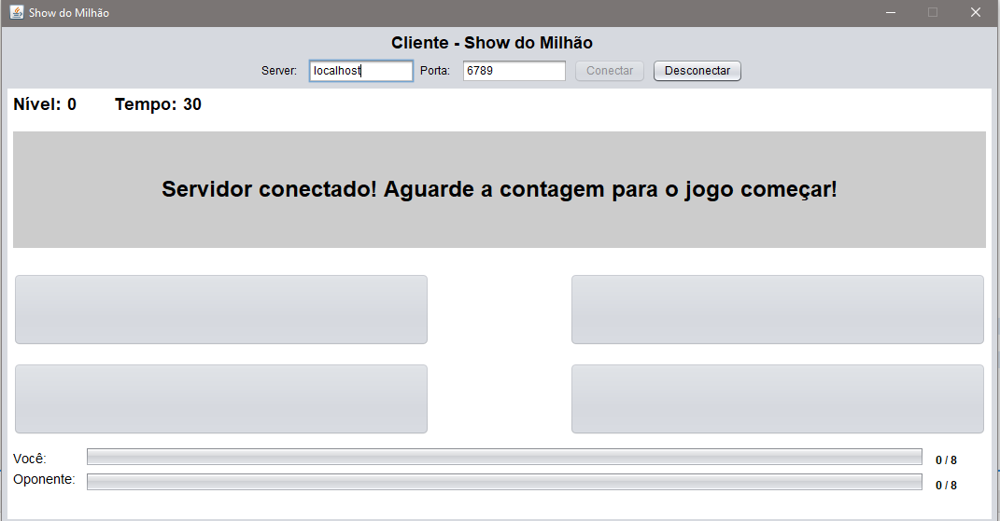 Show do Milhão
Cliente - Show do Milhão
Server: localhost Porta: 6789 Conectar Desconectar
Nível: 0 Tempo: 30
Servidor conectado! Aguarde a contagem para o jogo começar!
Você: 0 / 8
Oponente: 0 / 8